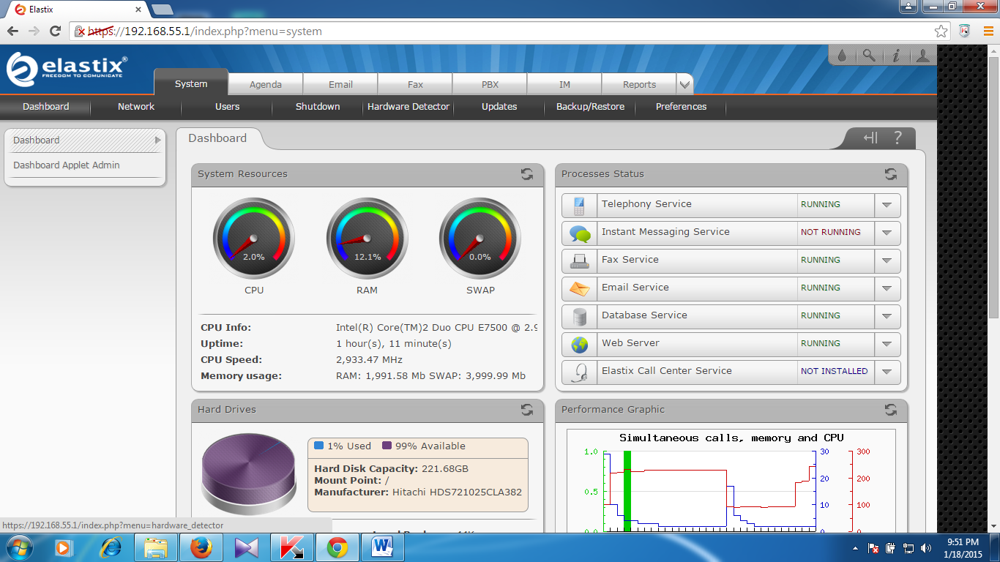 Elastix
https://192.168.55.1/index.php?menu=system
elastix®
FREEDOM TO COMUNICATE
System Agenda Email Fax PBX IM Reports
Dashboard Network Users Shutdown Hardware Detector Updates Backup/Restore Preferences
Dashboard
Dashboard Applet Admin
Dashboard
System Resources
2.0% 12.1% 0.0%
CPU RAM SWAP
CPU Info: Intel(R) Core(TM)2 Duo CPU E7500 @ 2.9
Uptime: 1 hour(s), 11 minute(s)
CPU Speed: 2,933.47 MHz
Memory usage: RAM: 1,991.58 Mb SWAP: 3,999.99 Mb
Processes Status
Telephony Service RUNNING
Instant Messaging Service NOT RUNNING
Fax Service RUNNING
Email Service RUNNING
Database Service RUNNING
Web Server RUNNING
Elastix Call Center Service NOT INSTALLED
Hard Drives
1% Used 99% Available
Hard Disk Capacity: 221.68GB
Mount Point: /
Manufacturer: Hitachi HDS721025CLA382
Performance Graphic
Simultaneous calls, memory and CPU
1.0 30 300
0.5 20 200
10 100
https://192.168.55.1/index.php?menu=hardware_detector
9:51 PM
1/18/2015